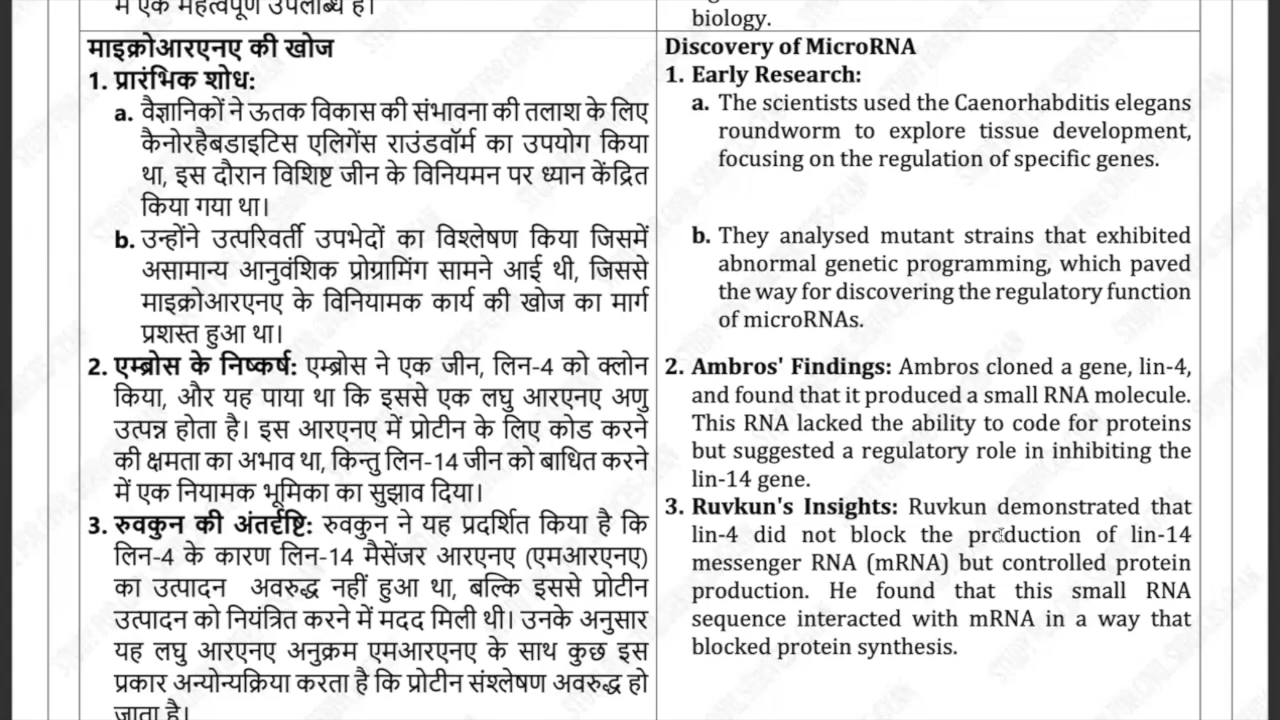 म एक महत्वपूर्ण उपलब्धि है।
माइक्रोआरएनए की खोज
1. प्रारंभिक शोध:
a. वैज्ञानिकों ने ऊतक विकास की संभावना की तलाश के लिए
कैनोरहैबडाइटिस एलिगेंस राउंडवॉर्म का उपयोग किया
था, इस दौरान विशिष्ट जीन के विनियमन पर ध्यान केंद्रित
किया गया था।
b. उन्होंने उत्परिवर्ती उपभेदों का विश्लेषण किया जिसमें
असामान्य आनुवंशिक प्रोग्रामिंग सामने आई थी, जिससे
माइक्रोआरएनए के विनियामक कार्य की खोज का मार्ग
प्रशस्त हुआ था।
2. एम्ब्रोस के निष्कर्ष: एम्ब्रोस ने एक जीन, लिन-4 को क्लोन
किया, और यह पाया था कि इससे एक लघु आरएनए अणु
उत्पन्न होता है। इस आरएनए में प्रोटीन के लिए कोड करने
की क्षमता का अभाव था, किन्तु लिन-14 जीन को बाधित करने
में एक नियामक भूमिका का सुझाव दिया।
3. रुवकुन की अंतर्दृष्टि: रुवकुन ने यह प्रदर्शित किया है कि
लिन-4 के कारण लिन-14 मैसेंजर आरएनए (एमआरएनए)
का उत्पादन अवरुद्ध नहीं हुआ था, बल्कि इससे प्रोटीन
उत्पादन को नियंत्रित करने में मदद मिली थी। उनके अनुसार
यह लघु आरएनए अनुक्रम एमआरएनए के साथ कुछ इस
प्रकार अन्योन्यक्रिया करता है कि प्रोटीन संश्लेषण अवरुद्ध हो
जाता है।
biology.
Discovery of MicroRNA
1. Early Research:
a. The scientists used the Caenorhabditis elegans
roundworm to explore tissue development,
focusing on the regulation of specific genes.
b. They analysed mutant strains that exhibited
abnormal genetic programming, which paved
the way for discovering the regulatory function
of microRNAs.
2. Ambros' Findings: Ambros cloned a gene, lin-4,
and found that it produced a small RNA molecule.
This RNA lacked the ability to code for proteins
but suggested a regulatory role in inhibiting the
lin-14 gene.
3. Ruvkun's Insights: Ruvkun demonstrated that
lin-4 did not block the production of lin-14
messenger RNA (mRNA) but controlled protein
production. He found that this small RNA
sequence interacted with mRNA in a way that
blocked protein synthesis.